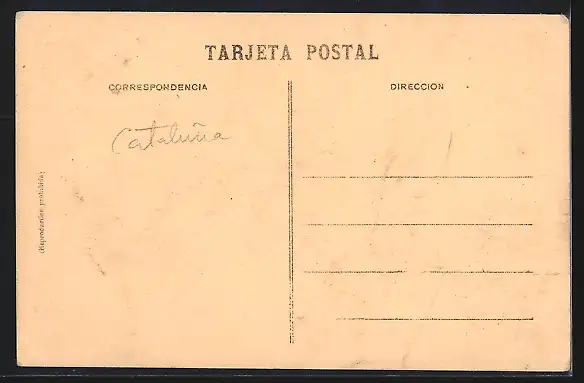 TARJETA POSTAL
CORRESPONDENCIA
DIRECCION
Cataluña
(Reproducción prohibida)